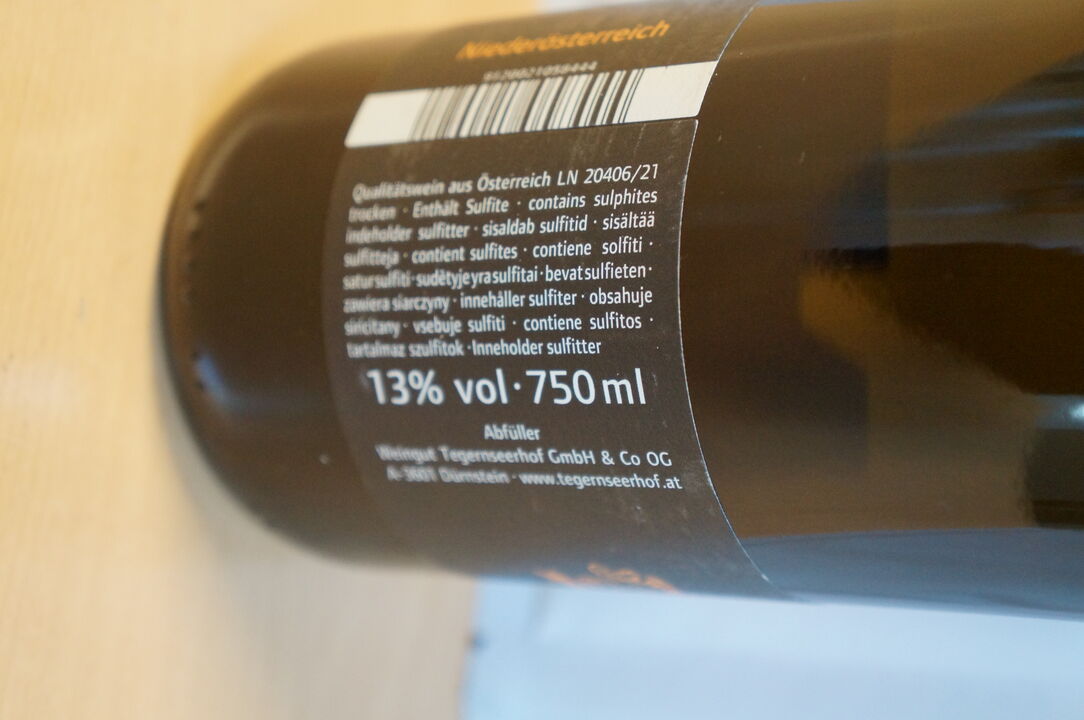 Niederösterreich
Qualitätswein aus Österreich LN 20406/21
trocken · Enthält Sulfite · contains sulphites
indeholder sulfitter · sisaldab sulfitid · sisältää
sulfitteja · contient sulfites · contiene solfiti ·
satur sulfiti · sudėtyje yra sulfitai · bevat sulfieten ·
zawiera siarczyny · innehåller sulfiter · obsahuje
siričitany · vsebuje sulfiti · contiene sulfitos ·
tartalmaz szulfitok · Inneholder sulfitter
13% vol · 750 ml
Abfüller
Weingut Tegernseerhof GmbH & Co OG
A-3601 Dürnstein · www.tegernseerhof.at